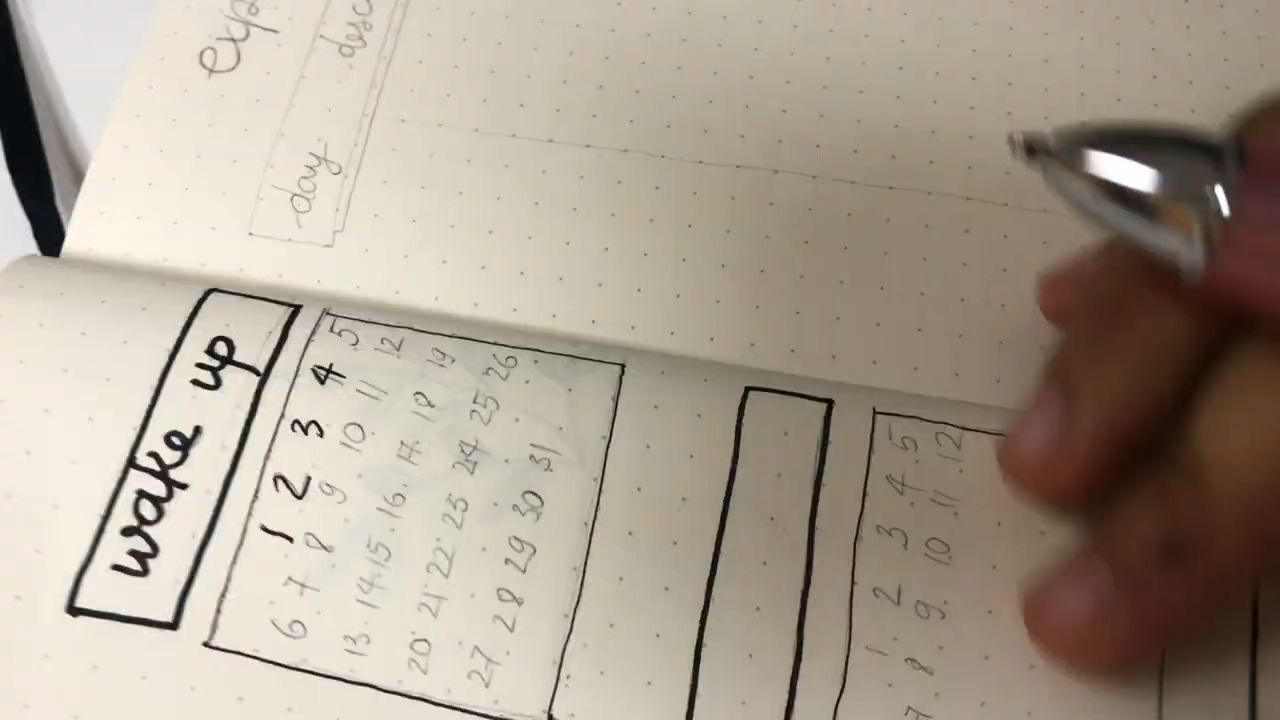 exp
day desc
wake up
1 2 3 4 5
6 7 8 9 10 11 12
13 14 15 16 17 18 19
20 21 22 25 24 25 26
27 28 29 30 31
1 2 3 4 5
7 8 9 10 11 12